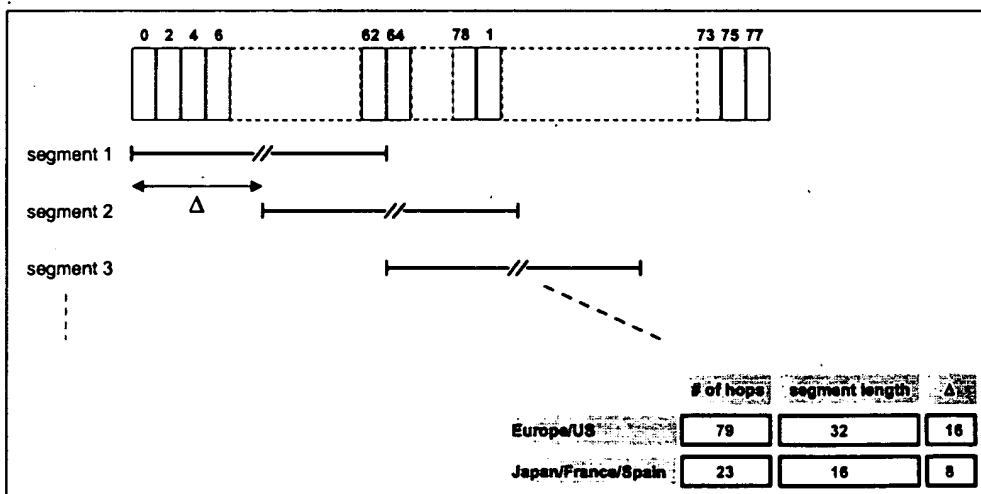 0 2 4 6 62 64 78 1 73 75 77
segment 1
Δ
segment 2
segment 3
# of hops segment length Δ
Europe/US 79 32 16
Japan/France/Spain 23 16 8